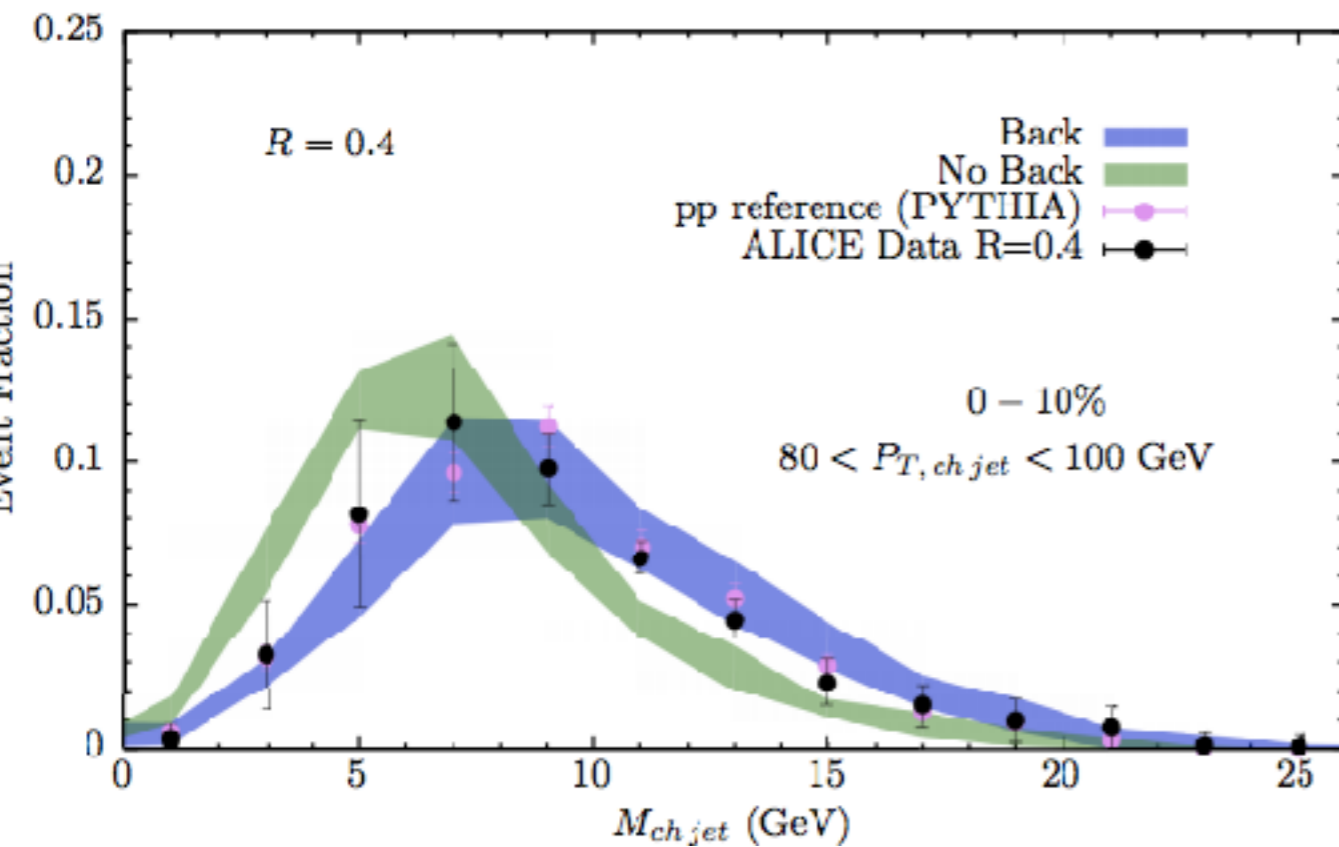 0.25
0.2
0.15
0.1
0.05
0
R = 0.4
Back
No Back
pp reference (PYTHIA)
ALICE Data R=0.4
0 − 10%
80 < P_{T, ch jet} < 100 GeV
Event Fraction
0 5 10 15 20 25
M_{ch jet} (GeV)